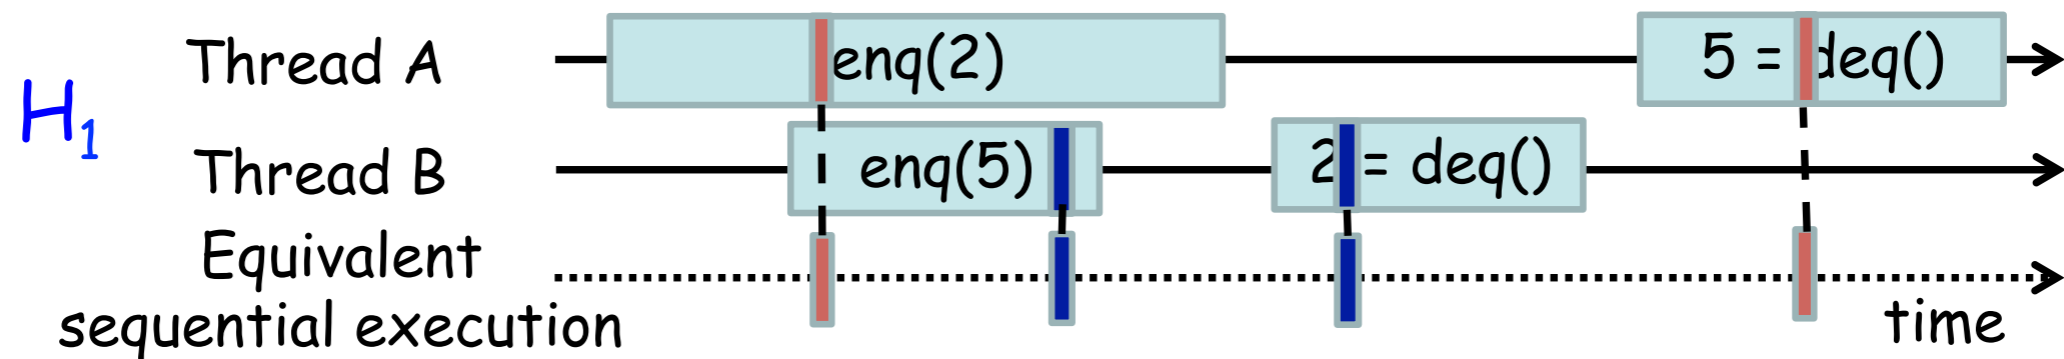 H1
Thread A
enq(2)
5 = deq()
Thread B
enq(5)
2 = deq()
Equivalent
sequential execution
time